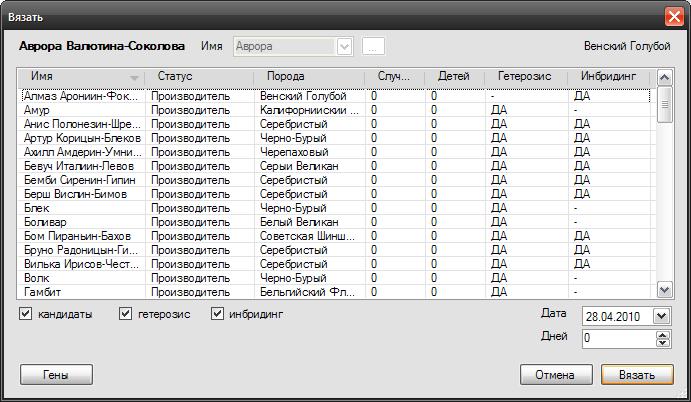 Вязать
Аврора Валютина-Соколова Имя Аврора ... Венский Голубой
Имя Статус Порода Случ... Детей Гетерозис Инбридинг
Алмаз Арониин-Фок... Производитель Венский Голубой 0 0 - ДА
Амур Производитель Калифорниский ... 0 0 ДА -
Анис Полонезин-Шре... Производитель Серебристый 0 0 ДА ДА
Артур Корицын-Блеков Производитель Черно-Бурый 0 0 ДА ДА
Ахилл Амдерин-Умни... Производитель Черепаховый 0 0 ДА ДА
Бевуч Италиин-Левов Производитель Серыи Великан 0 0 ДА ДА
Бемби Сиренин-Гипин Производитель Серебристый 0 0 ДА ДА
Берш Вислин-Бимов Производитель Серебристый 0 0 ДА ДА
Блек Производитель Черно-Бурый 0 0 ДА -
Боливар Производитель Белый Великан 0 0 ДА -
Бом Пираньин-Бахов Производитель Советская Шинш... 0 0 ДА ДА
Бруно Радоницын-Ги... Производитель Серебристый 0 0 ДА ДА
Вилька Ирисов-Чест... Производитель Серебристый 0 0 ДА ДА
Волк Производитель Черно-Бурый 0 0 ДА -
Гамбит Производитель Бельгийский Фл... 0 0 ДА -
кандидаты гетерозис инбридинг Дата 28.04.2010
Дней 0
Гены Отмена Вязать